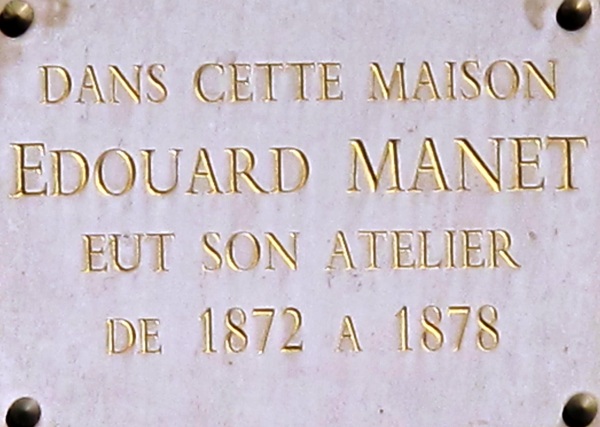 DANS CETTE MAISON
EDOUARD MANET
EUT SON ATELIER
DE 1872 A 1878